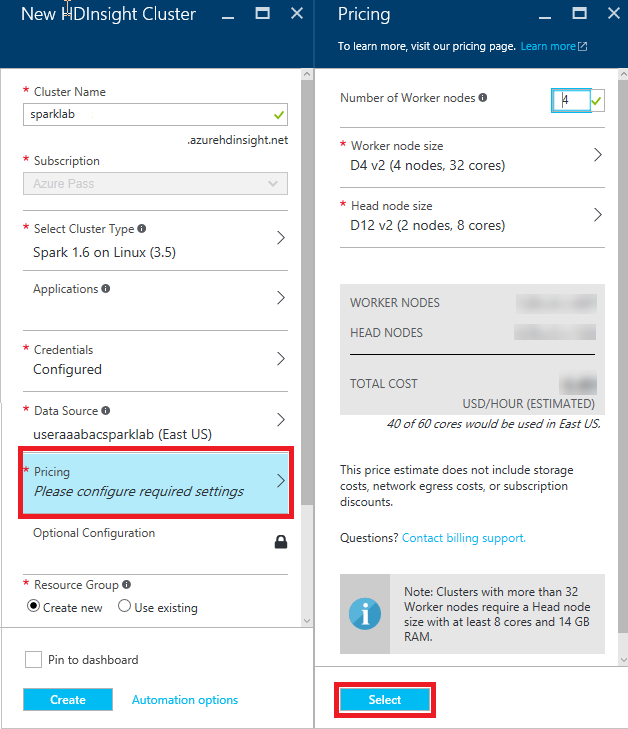 New HDInsight Cluster
* Cluster Name
sparklab
.azurehdinsight.net
* Subscription
Azure Pass
* Select Cluster Type
Spark 1.6 on Linux (3.5)
Applications
* Credentials
Configured
* Data Source
useraaabacsparklab (East US)
* Pricing
Please configure required settings
Optional Configuration
* Resource Group
Create new Use existing
Pin to dashboard
Create Automation options
Pricing
To learn more, visit our pricing page. Learn more
Number of Worker nodes 4
* Worker node size
D4 v2 (4 nodes, 32 cores)
* Head node size
D12 v2 (2 nodes, 8 cores)
WORKER NODES
HEAD NODES
TOTAL COST
USD/HOUR (ESTIMATED)
40 of 60 cores would be used in East US.
This price estimate does not include storage
costs, network egress costs, or subscription
discounts.
Questions? Contact billing support.
Note: Clusters with more than 32
Worker nodes require a Head node
size with at least 8 cores and 14 GB
RAM.
Select